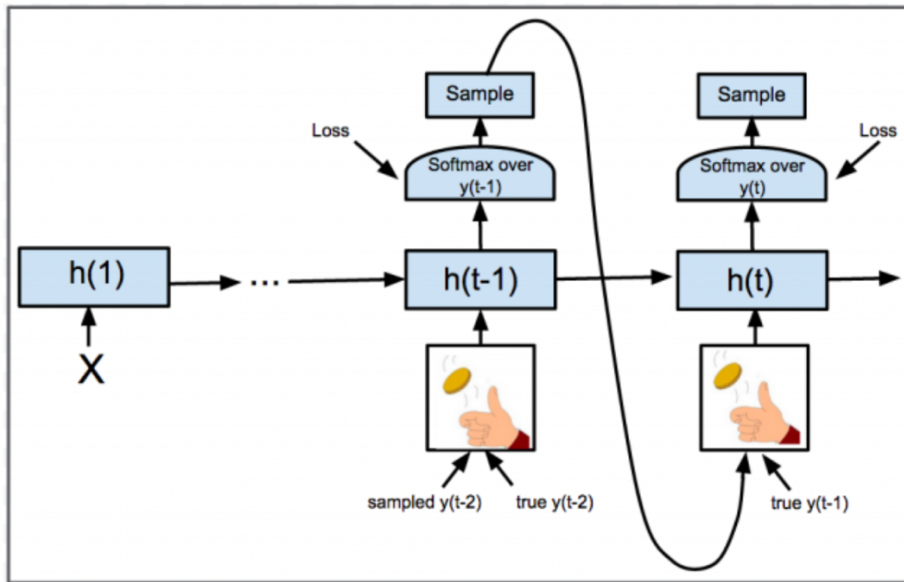 Sample
Sample
Loss
Loss
Softmax over
y(t-1)
Softmax over
y(t)
h(1)
...
h(t-1)
h(t)
X
sampled y(t-2)
true y(t-2)
true y(t-1)